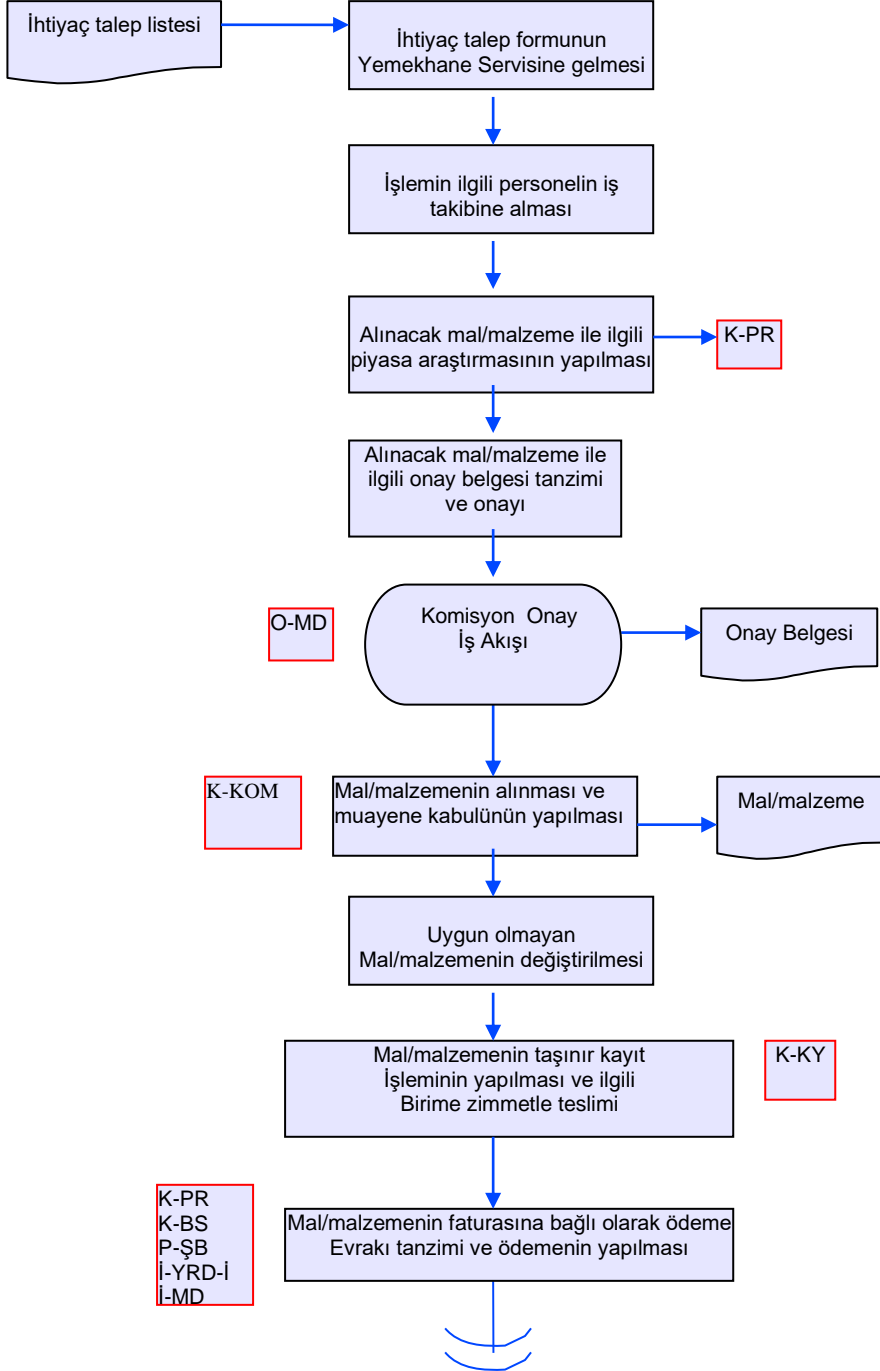 İhtiyaç talep listesi
İhtiyaç talep formunun
Yemekhane Servisine gelmesi
İşlemin ilgili personelin iş
takibine alması
Alınacak mal/malzeme ile ilgili
piyasa araştırmasının yapılması
K-PR
Alınacak mal/malzeme ile
ilgili onay belgesi tanzimi
ve onayı
O-MD
Komisyon Onay
İş Akışı
Onay Belgesi
K-KOM
Mal/malzemenin alınması ve
muayene kabulünün yapılması
Mal/malzeme
Uygun olmayan
Mal/malzemenin değiştirilmesi
Mal/malzemenin taşınır kayıt
İşleminin yapılması ve ilgili
Birime zimmetle teslimi
K-KY
K-PR
K-BS
P-ŞB
İ-YRD-İ
İ-MD
Mal/malzemenin faturasına bağlı olarak ödeme
Evrakı tanzimi ve ödemenin yapılması